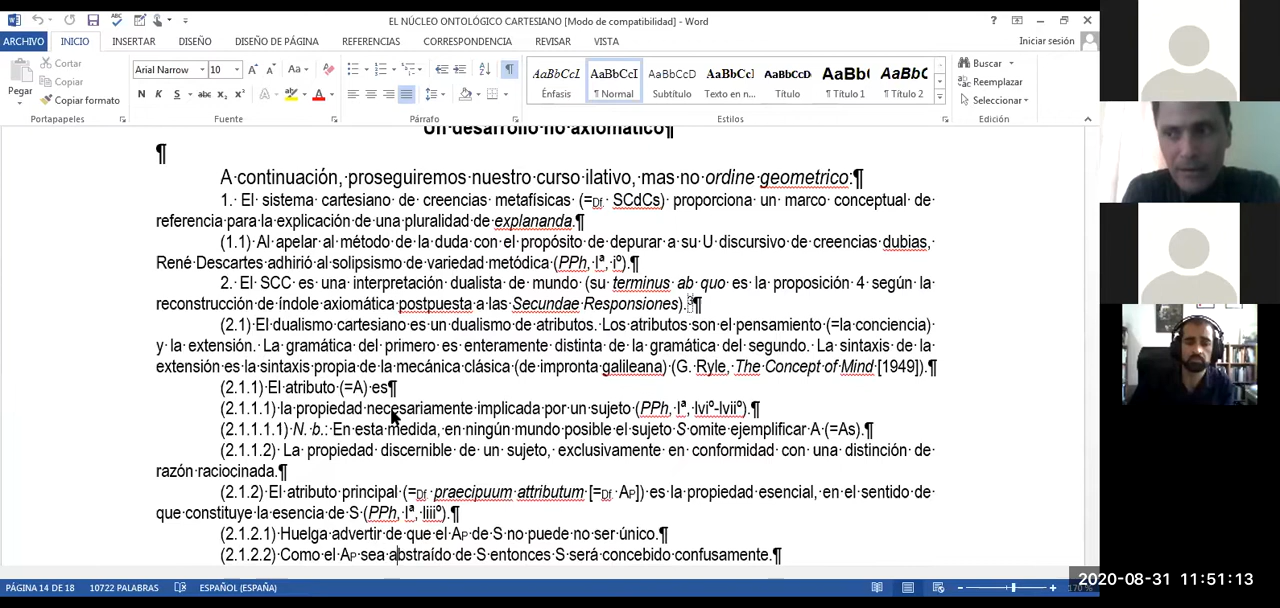 EL NÚCLEO ONTOLÓGICO CARTESIANO [Modo de compatibilidad] - Word
ARCHIVO INICIO INSERTAR DISEÑO DISEÑO DE PÁGINA REFERENCIAS CORRESPONDENCIA REVISAR VISTA Iniciar sesión
Pegar
Cortar
Copiar
Copiar formato
Portapapeles
Arial Narrow 10
N K S abc x₂ x²
Fuente
Párrafo
AaBbCcI Énfasis
AaBbCcI ¶ Normal
AaBbCcD Subtítulo
AaBbCcI Texto en n...
AaBbCcD Título
AaBb( ¶ Título 1
AaBbC ¶ Título 2
Estilos
Buscar
Reemplazar
Seleccionar
Edición
Un·desarrollo·no·axiomático¶
¶
A·continuación,·proseguiremos·nuestro·curso·ilativo,·mas·no·ordine·geometrico:¶
1.· El· sistema· cartesiano· de· creencias· metafísicas· (=Df.· SCdCs)· proporciona· un· marco· conceptual· de·
referencia·para·la·explicación·de·una·pluralidad·de·explananda.¶
(1.1)·Al·apelar·al·método·de·la·duda·con·el·propósito·de·depurar·a·su·U·discursivo·de·creencias·dubias,·
René·Descartes·adhirió·al·solipsismo·de·variedad·metódica·(PPh,·Iª,·iº).¶
2.· El· SCC· es· una· interpretación· dualista· de· mundo· (su· terminus· ab· quo· es· la· proposición· 4· según· la·
reconstrucción·de·índole·axiomática·postpuesta·a·las·Secundae·Responsiones).3¶
(2.1)·El·dualismo·cartesiano·es·un·dualismo·de·atributos.·Los·atributos·son·el·pensamiento·(=la·conciencia)·
y·la·extensión.·La·gramática·del·primero·es·enteramente·distinta·de·la·gramática·del·segundo.·La·sintaxis·de·la·
extensión·es·la·sintaxis·propia·de·la·mecánica·clásica·(de·impronta·galileana)·(G.·Ryle,·The·Concept·of·Mind·[1949]).¶
(2.1.1)·El·atributo·(=A)·es¶
(2.1.1.1)·la·propiedad·necesariamente·implicada·por·un·sujeto·(PPh,·Iª,·lviº-lviiº).¶
(2.1.1.1.1)·N.·b.:·En·esta·medida,·en·ningún·mundo·posible·el·sujeto·S·omite·ejemplificar·A·(=As).¶
(2.1.1.2)·La·propiedad·discernible·de·un·sujeto,·exclusivamente·en·conformidad·con·una·distinción·de·
razón·raciocinada.¶
(2.1.2)·El·atributo·principal·(=Df.·praecipuum·attributum·[=Df.·AP])·es·la·propiedad·esencial,·en·el·sentido·de·
que·constituye·la·esencia·de·S·(PPh,·Iª,·liiiº).¶
(2.1.2.1)·Huelga·advertir·de·que·el·AP·de·S·no·puede·no·ser·único.¶
(2.1.2.2)·Como·el·AP·sea·abstraído·de·S·entonces·S·será·concebido·confusamente.¶
PÁGINA 14 DE 18 10722 PALABRAS ESPAÑOL (ESPAÑA) 170 %
2020-08-31 11:51:13